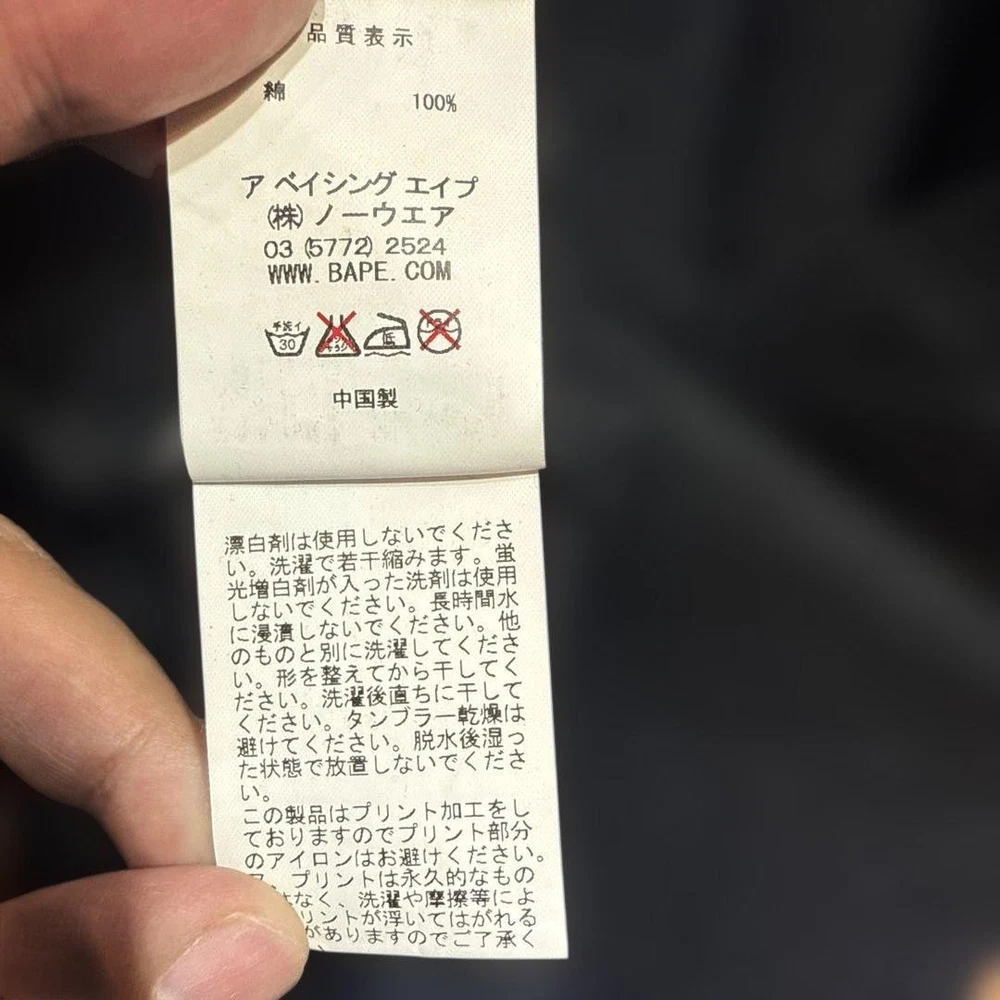 品質表示
綿 100%
ア ベイシング エイプ
(株) ノーウエア
03 (5772) 2524
WWW. BAPE. COM
手洗イ
30
低
中国製
漂白剤は使用しないでくださ
い。洗濯で若干縮みます。蛍
光増白剤が入った洗剤は使用
しないでください。長時間水
に浸漬しないでください。他
のものと別に洗濯してくださ
い。形を整えてから干してく
ださい。洗濯後直ちに干して
ください。タンブラー乾燥は
避けてください。脱水後湿っ
た状態で放置しないでくださ
い。
この製品はプリント加工をし
ておりますのでプリント部分
のアイロンはお避けください。
プリントは永久的なもの
はなく、洗濯や摩擦等によ
リントが浮いてはがれる
がありますのでご了承く